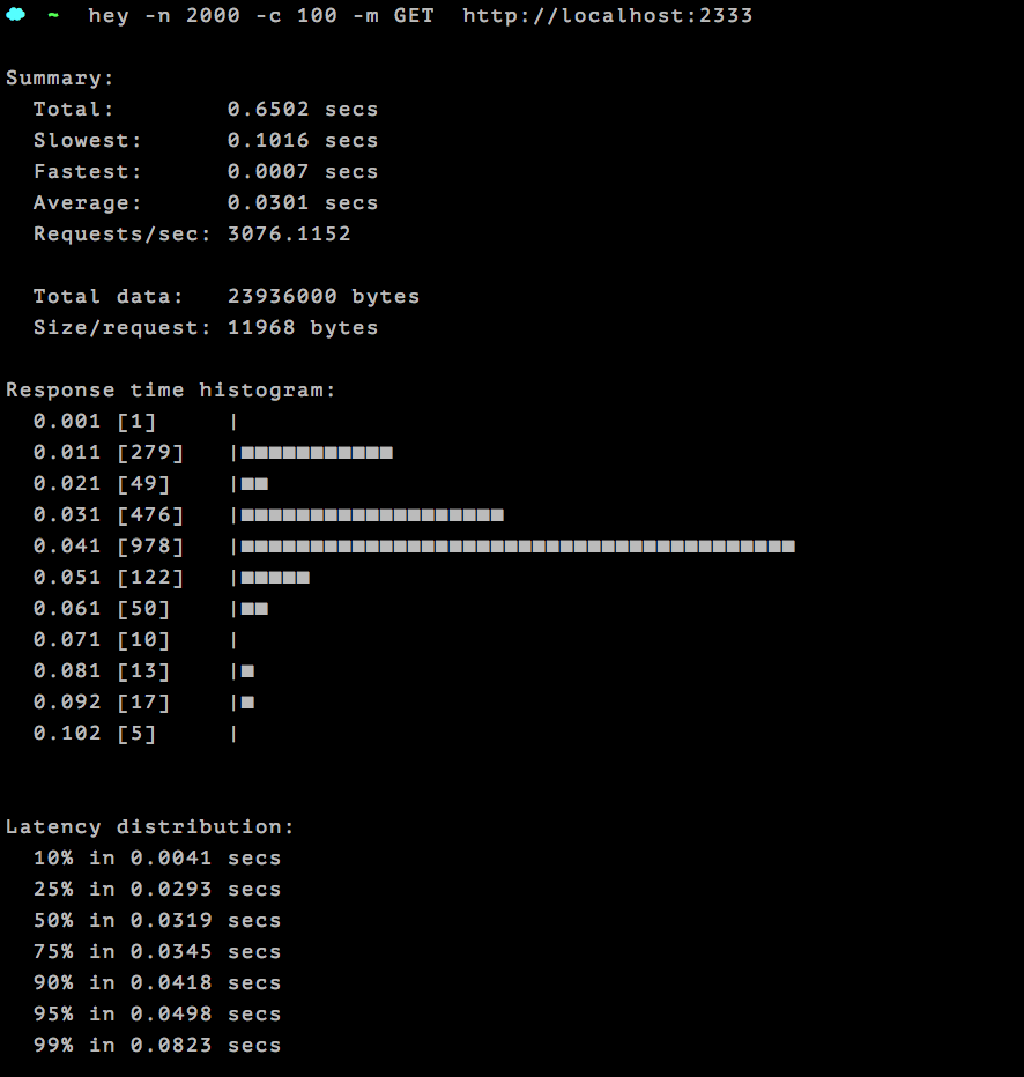 ~ hey -n 2000 -c 100 -m GET  http://localhost:2333
Summary:
Total: 0.6502 secs
Slowest: 0.1016 secs
Fastest: 0.0007 secs
Average: 0.0301 secs
Requests/sec: 3076.1152
Total data: 23936000 bytes
Size/request: 11968 bytes
Response time histogram:
0.001 [1] |
0.011 [279] |■■■■■■■■■■■
0.021 [49] |■■
0.031 [476] |■■■■■■■■■■■■■■■■■■■
0.041 [978] |■■■■■■■■■■■■■■■■■■■■■■■■■■■■■■■■■■■■■■■■
0.051 [122] |■■■■■
0.061 [50] |■■
0.071 [10] |
0.081 [13] |■
0.092 [17] |■
0.102 [5] |
Latency distribution:
10% in 0.0041 secs
25% in 0.0293 secs
50% in 0.0319 secs
75% in 0.0345 secs
90% in 0.0418 secs
95% in 0.0498 secs
99% in 0.0823 secs